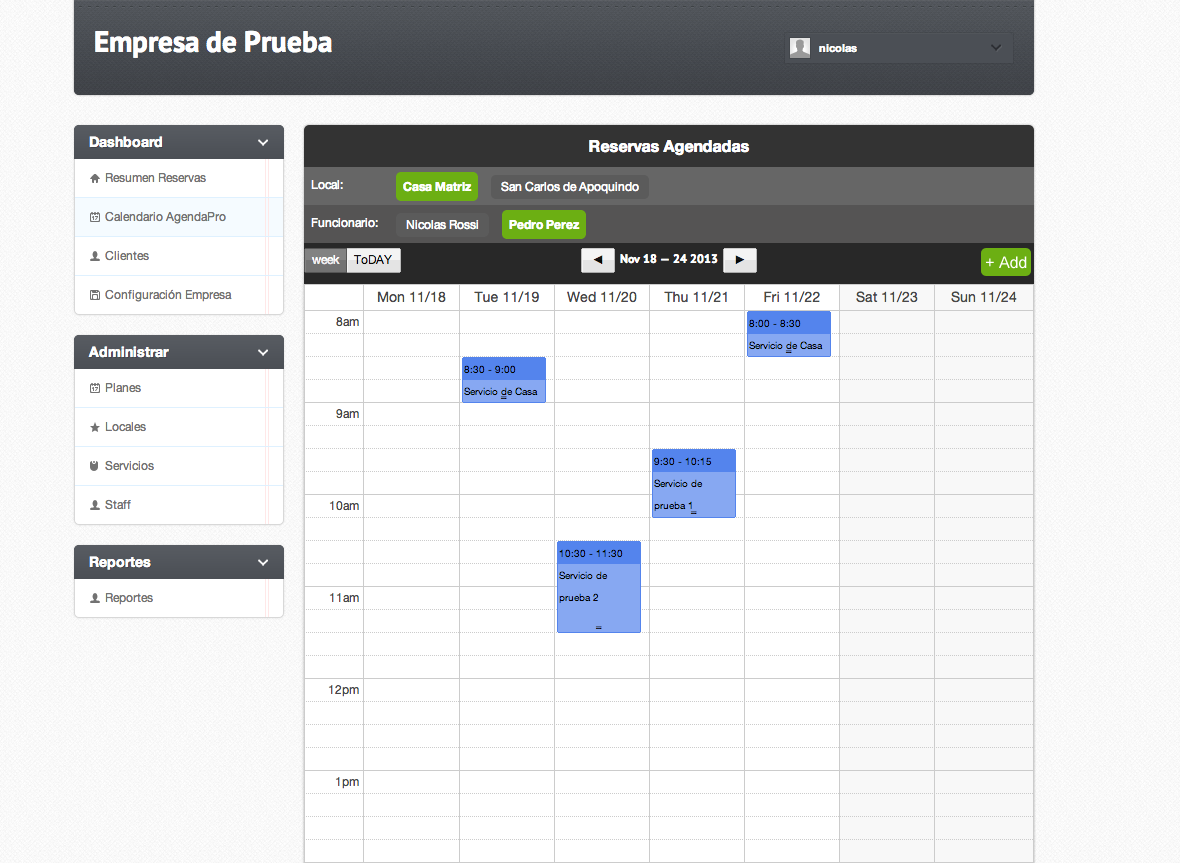 Empresa de Prueba
nicolas
Dashboard
Resumen Reservas
Calendario AgendaPro
Clientes
Configuración Empresa
Administrar
Planes
Locales
Servicios
Staff
Reportes
Reportes
Reservas Agendadas
Local: Casa Matriz San Carlos de Apoquindo
Funcionario: Nicolas Rossl Pedro Perez
week ToDAY ◄ Nov 18 — 24 2013 ► + Add
Mon 11/18 Tue 11/19 Wed 11/20 Thu 11/21 Fri 11/22 Sat 11/23 Sun 11/24
8am
8:00 - 8:30
Servicio de Casa
8:30 - 9:00
Servicio de Casa
9am
9:30 - 10:15
Servicio de
prueba 1
10am
10:30 - 11:30
Servicio de
prueba 2
11am
12pm
1pm